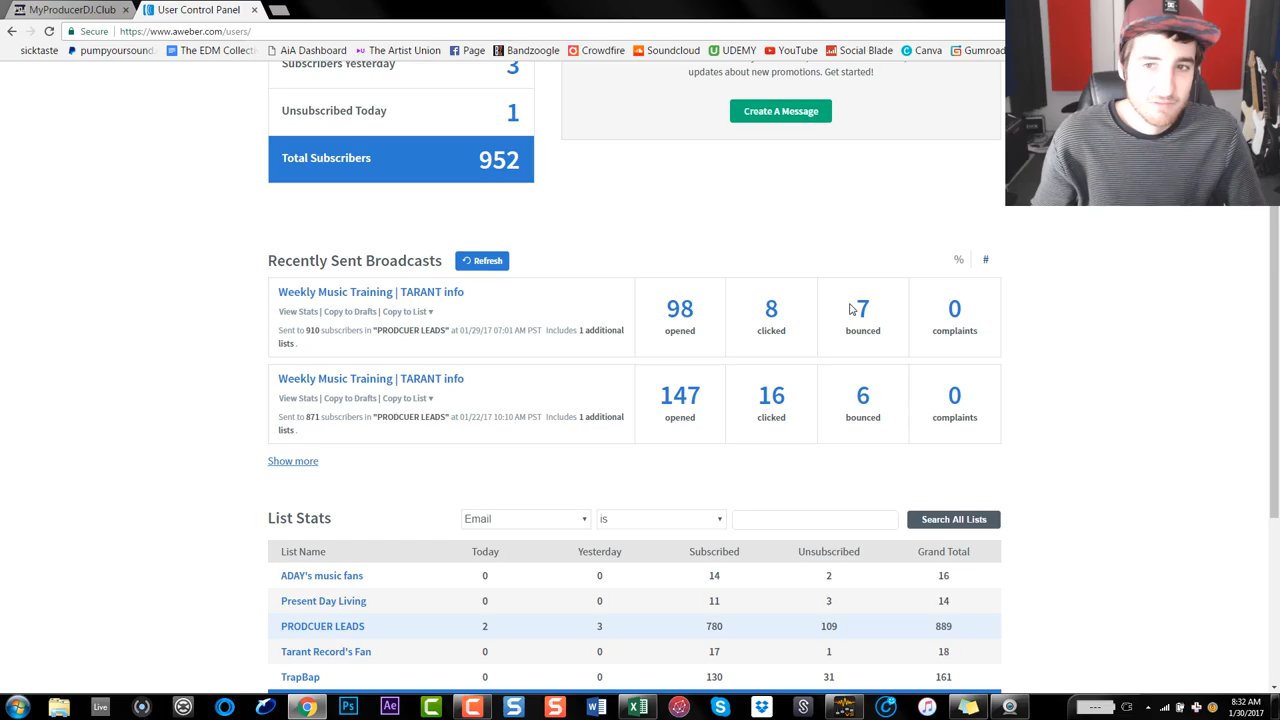 MyProducerDJ.Club
User Control Panel
Secure
https://www.aweber.com/users/
sicktaste
pumpyoursound
The EDM Collecti
AiA Dashboard
The Artist Union
Page
Bandzoogle
Crowdfire
Soundcloud
UDEMY
YouTube
Social Blade
Canva
Gumroad
Subscribers Yesterday 3
updates about new promotions. Get started!
Create A Message
Unsubscribed Today 1
Total Subscribers 952
Recently Sent Broadcasts
Refresh
% #
Weekly Music Training | TARANT info
View Stats | Copy to Drafts | Copy to List ▾
Sent to 910 subscribers in "PRODCUER LEADS" at 01/29/17 07:01 AM PST Includes 1 additional
lists .
98 8 7 0
opened clicked bounced complaints
Weekly Music Training | TARANT info
View Stats | Copy to Drafts | Copy to List ▾
Sent to 871 subscribers in "PRODCUER LEADS" at 01/22/17 10:10 AM PST Includes 1 additional
lists .
147 16 6 0
opened clicked bounced complaints
Show more
List Stats
Email
is
Search All Lists
List Name Today Yesterday Subscribed Unsubscribed Grand Total
ADAY's music fans 0 0 14 2 16
Present Day Living 0 0 11 3 14
PRODCUER LEADS 2 3 780 109 889
Tarant Record's Fan 0 0 17 1 18
TrapBap 0 0 130 31 161
Live
Ps
Ae
8:32 AM
1/30/2017